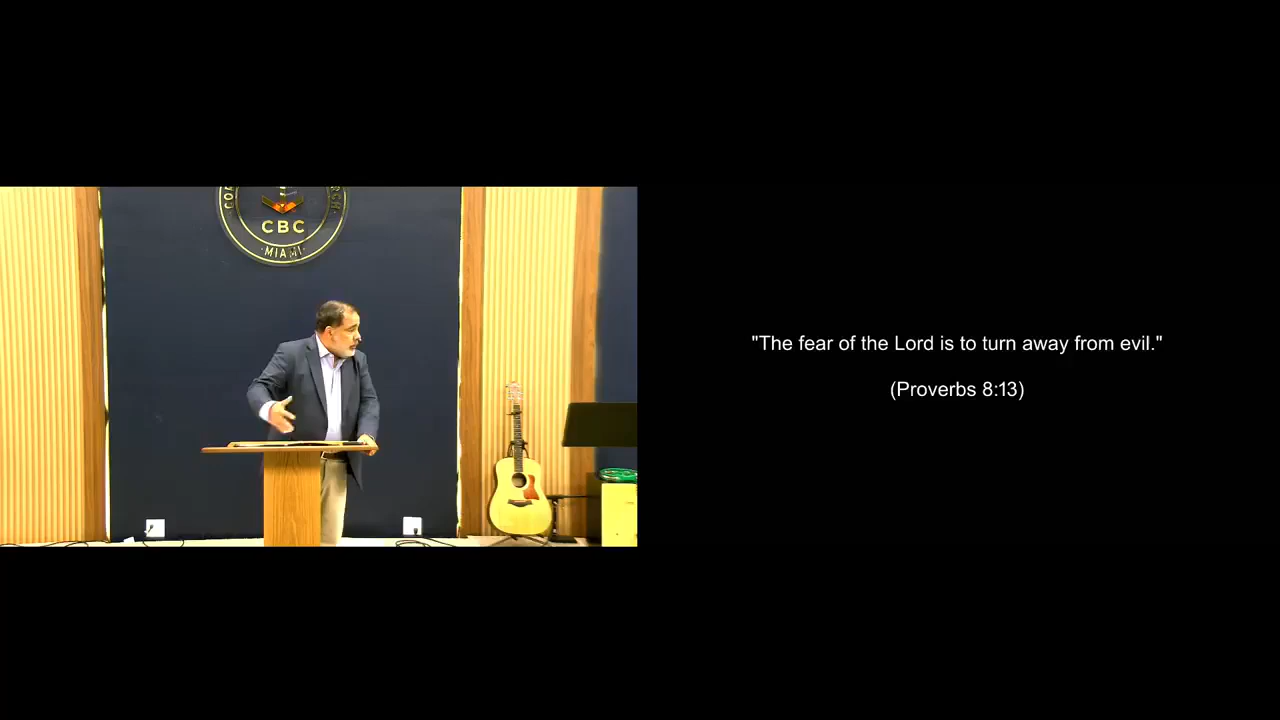 CBC
·MIAMI·
"The fear of the Lord is to turn away from evil."
(Proverbs 8:13)